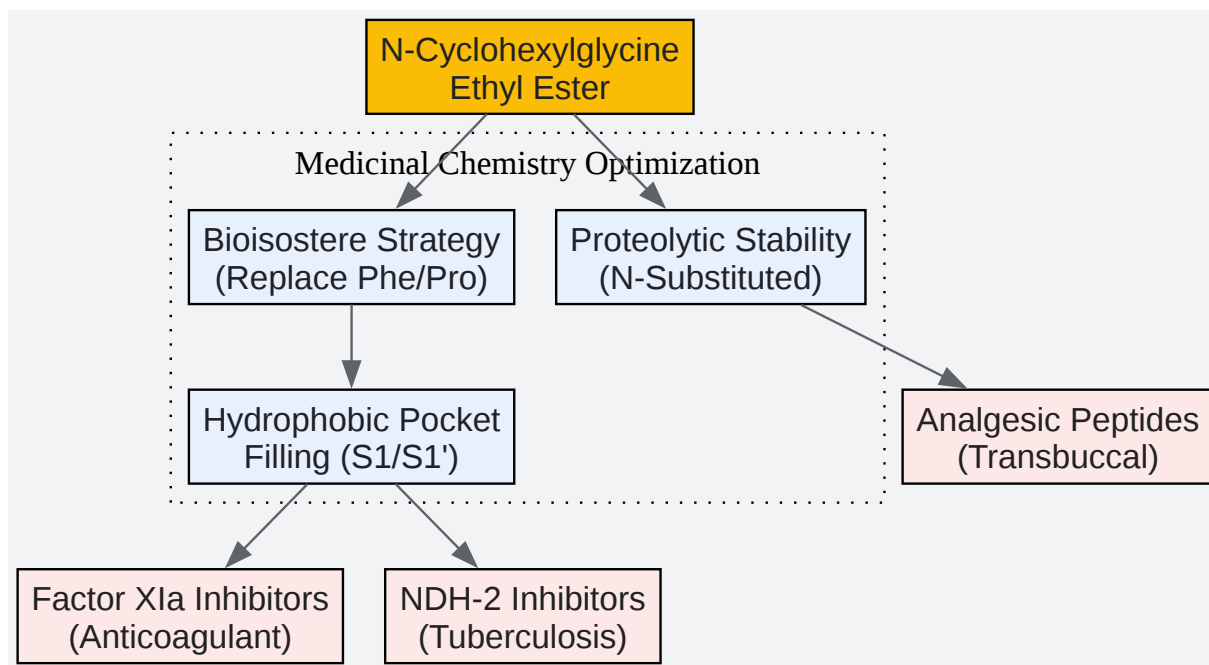 N-Cyclohexylglycine
Ethyl Ester
Medicinal Chemistry Optimization
Bioisostere Strategy
(Replace Phe/Pro)
Proteolytic Stability
(N-Substituted)
Hydrophobic Pocket
Filling (S1/S1')
Analgesic Peptides
(Transbuccal)
Factor XIa Inhibitors
(Anticoagulant)
NDH-2 Inhibitors
(Tuberculosis)